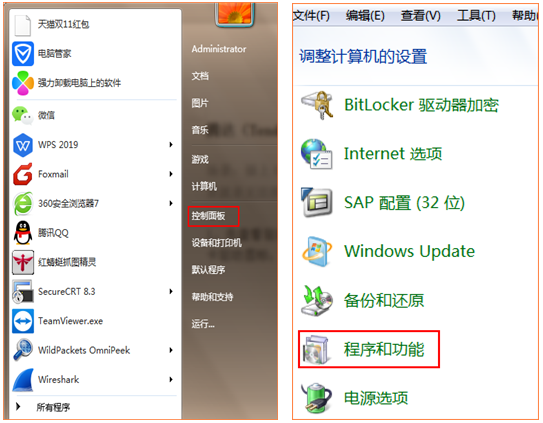 天猫双11红包
电脑管家
强力卸载电脑上的软件
微信
WPS 2019
Foxmail
360安全浏览器7
腾讯QQ
红蜻蜓抓图精灵
SecureCRT 8.3
TeamViewer.exe
WildPackets OmniPeek
Wireshark
所有程序
Administrator
文档
图片
音乐
游戏
计算机
控制面板
设备和打印机
默认程序
帮助和支持
运行...
文件(F) 编辑(E) 查看(V) 工具(T) 帮助(
调整计算机的设置
BitLocker 驱动器加密
Internet 选项
SAP 配置 (32 位)
Windows Update
备份和还原
程序和功能
电源选项